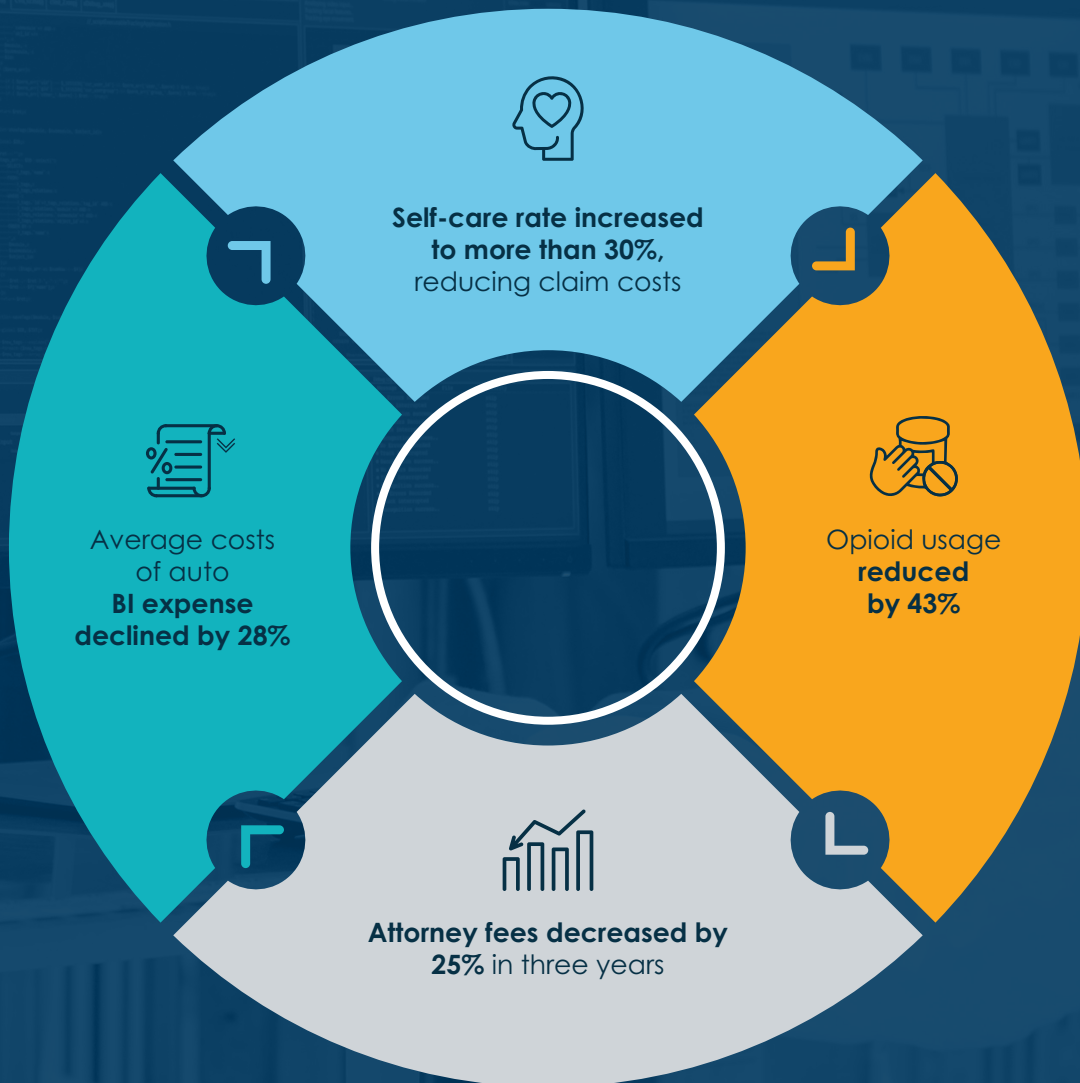 Self-care rate increased
to more than 30%,
reducing claim costs
Opioid usage
reduced
by 43%
Attorney fees decreased by
25% in three years
Average costs
of auto
BI expense
declined by 28%
%